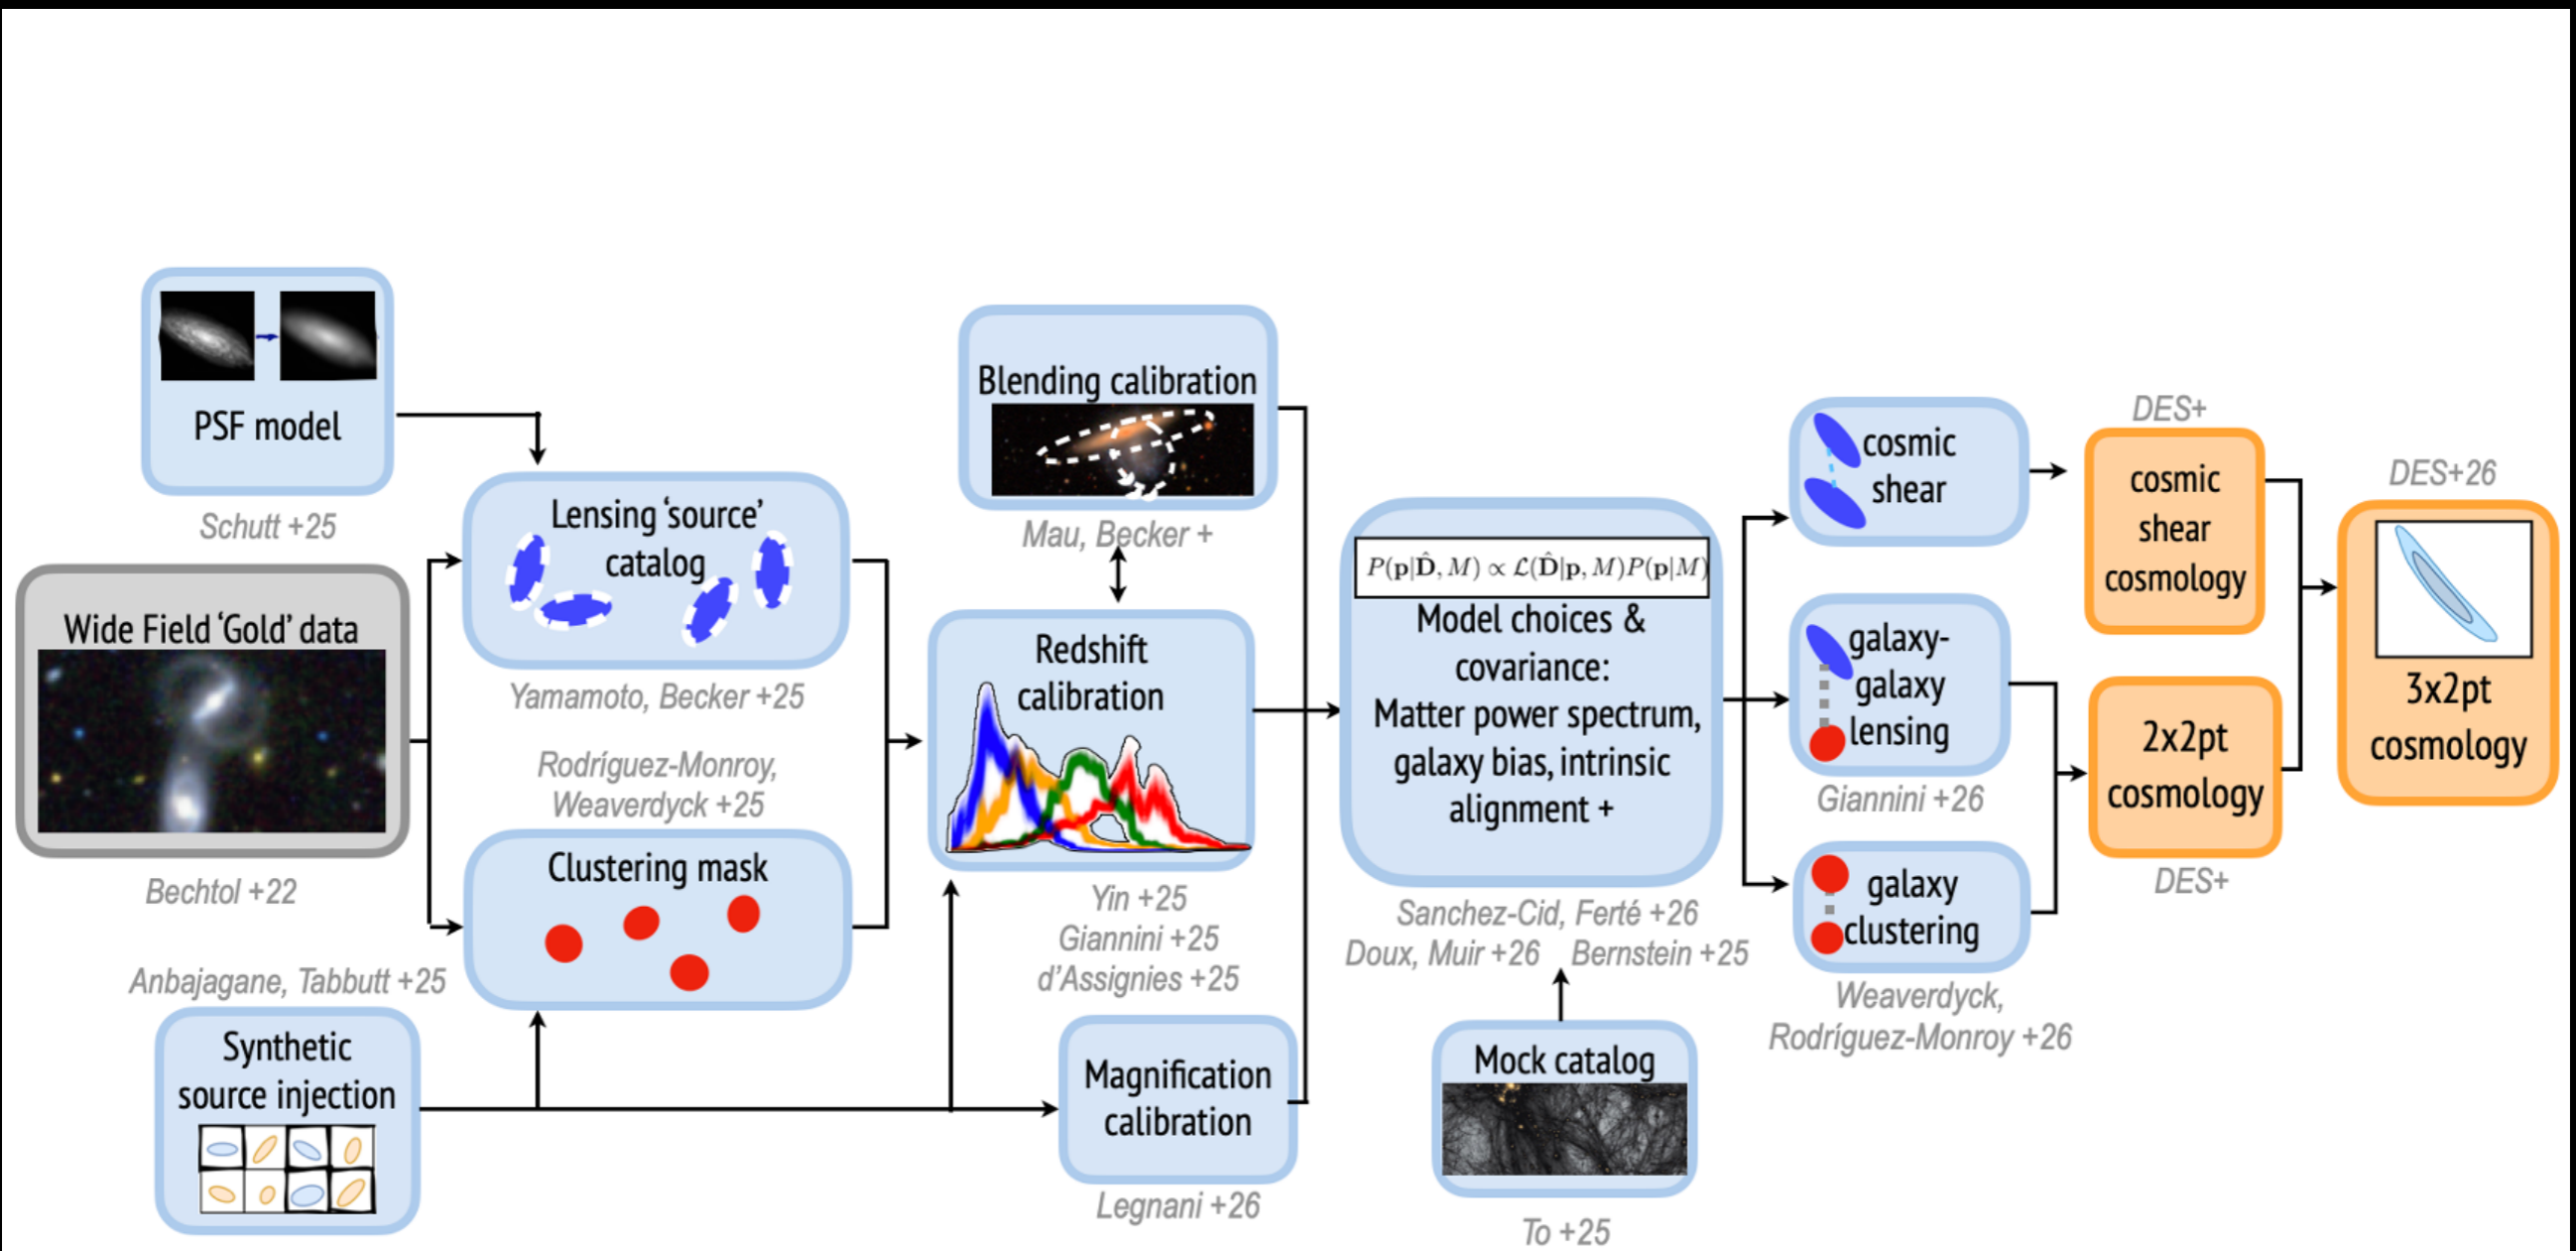 PSF model
Schutt +25
Wide Field ‘Gold’ data
Bechtol +22
Anbajagane, Tabbutt +25
Synthetic
source injection
Lensing ‘source’
catalog
Yamamoto, Becker +25
Rodríguez-Monroy,
Weaverdyck +25
Clustering mask
Blending calibration
Mau, Becker +
Redshift
calibration
Yin +25
Giannini +25
d’Assignies +25
Magnification
calibration
Legnani +26
P(p|D̂, M) ∝ ℒ(D̂|p, M)P(p|M)
Model choices &
covariance:
Matter power spectrum,
galaxy bias, intrinsic
alignment +
Sanchez-Cid, Ferté +26
Doux, Muir +26 Bernstein +25
Mock catalog
To +25
cosmic
shear
galaxy-
galaxy
lensing
Giannini +26
galaxy
clustering
Weaverdyck,
Rodríguez-Monroy +26
DES+
cosmic
shear
cosmology
2x2pt
cosmology
DES+
DES+26
3x2pt
cosmology